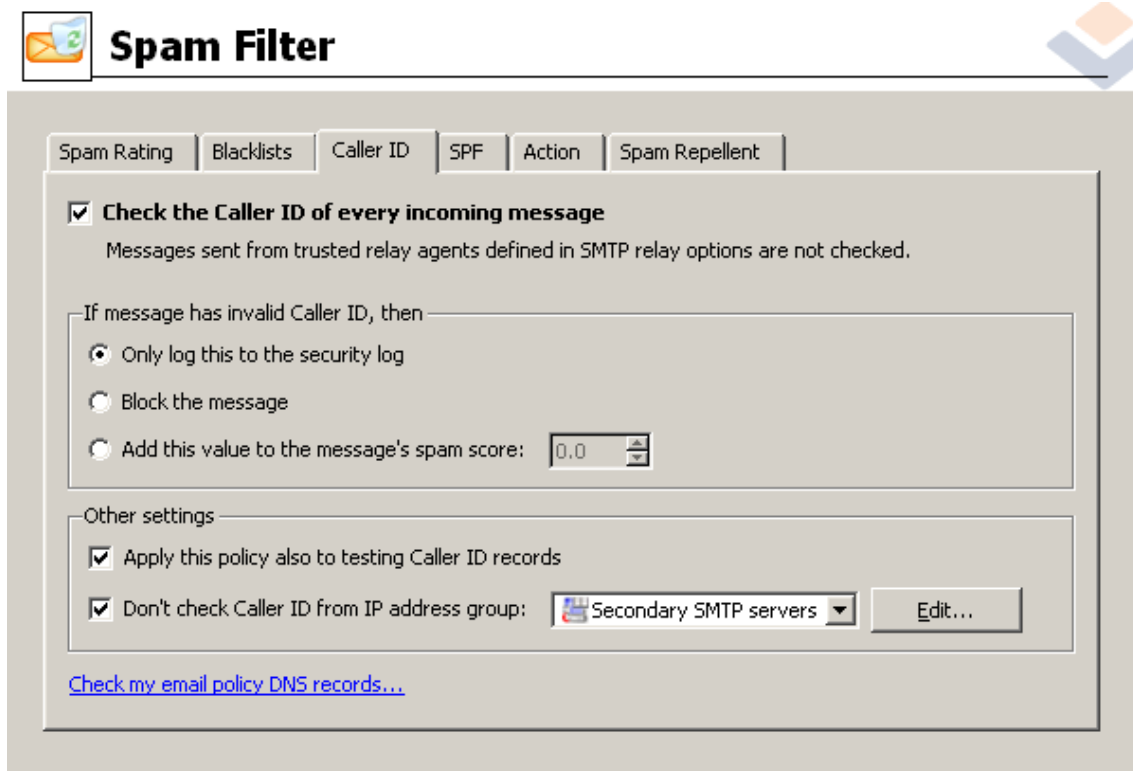 Spam Filter
Spam Rating Blacklists Caller ID SPF Action Spam Repellent
Check the Caller ID of every incoming message
Messages sent from trusted relay agents defined in SMTP relay options are not checked.
If message has invalid Caller ID, then
Only log this to the security log
Block the message
Add this value to the message's spam score: 0.0
Other settings
Apply this policy also to testing Caller ID records
Don't check Caller ID from IP address group: Secondary SMTP servers Edit...
Check my email policy DNS records...